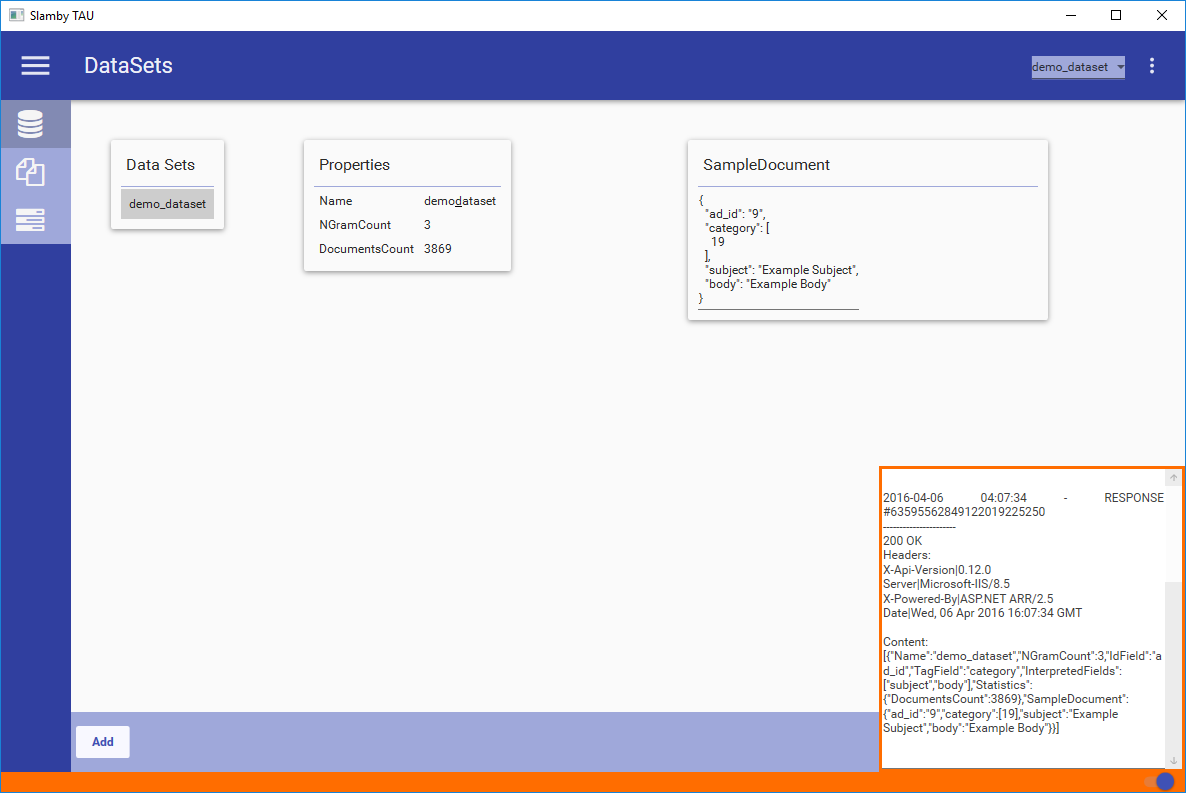 Slamby TAU
DataSets
demo_dataset
Data Sets
demo_dataset
Properties
Name demodataset
NGramCount 3
DocumentsCount 3869
SampleDocument
{
"ad_id": "9",
"category": [
19
],
"subject": "Example Subject",
"body": "Example Body"
}
2016-04-06 04:07:34 - RESPONSE
#63595562849122019225250
----------------------
200 OK
Headers:
X-Api-Version|0.12.0
Server|Microsoft-IIS/8.5
X-Powered-By|ASP.NET ARR/2.5
Date|Wed, 06 Apr 2016 16:07:34 GMT
Content:
[{"Name":"demo_dataset","NGramCount":3,"IdField":"a
d_id","TagField":"category","InterpretedFields":
["subject","body"],"Statistics":
{"DocumentsCount":3869},"SampleDocument":
{"ad_id":"9","category":[19],"subject":"Example
Subject","body":"Example Body"}}]
Add